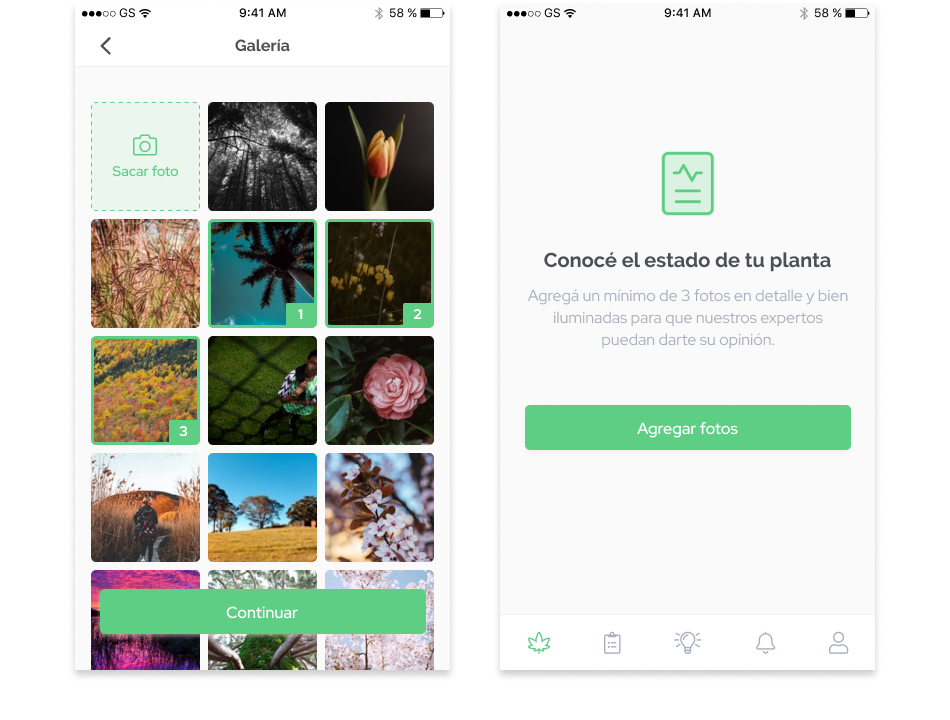 GS 9:41 AM 58 %
Galería
Sacar foto
1
2
3
Continuar
GS 9:41 AM 58 %
Conocé el estado de tu planta
Agregá un mínimo de 3 fotos en detalle y bien
iluminadas para que nuestros expertos
puedan darte su opinión.
Agregar fotos